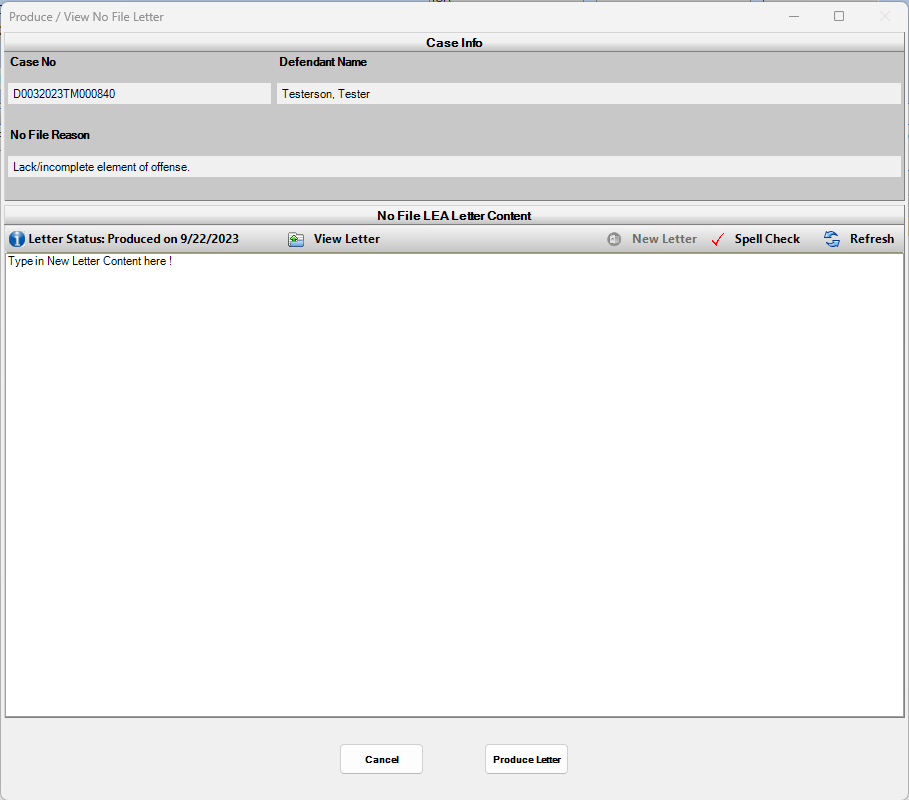 Produce / View No File Letter
Case Info
Case No
Defendant Name
D0032023TM000840
Testerson, Tester
No File Reason
Lack/incomplete element of offense.
No File LEA Letter Content
Letter Status: Produced on 9/22/2023
View Letter
New Letter
Spell Check
Refresh
Type in New Letter Content here !
Cancel
Produce Letter